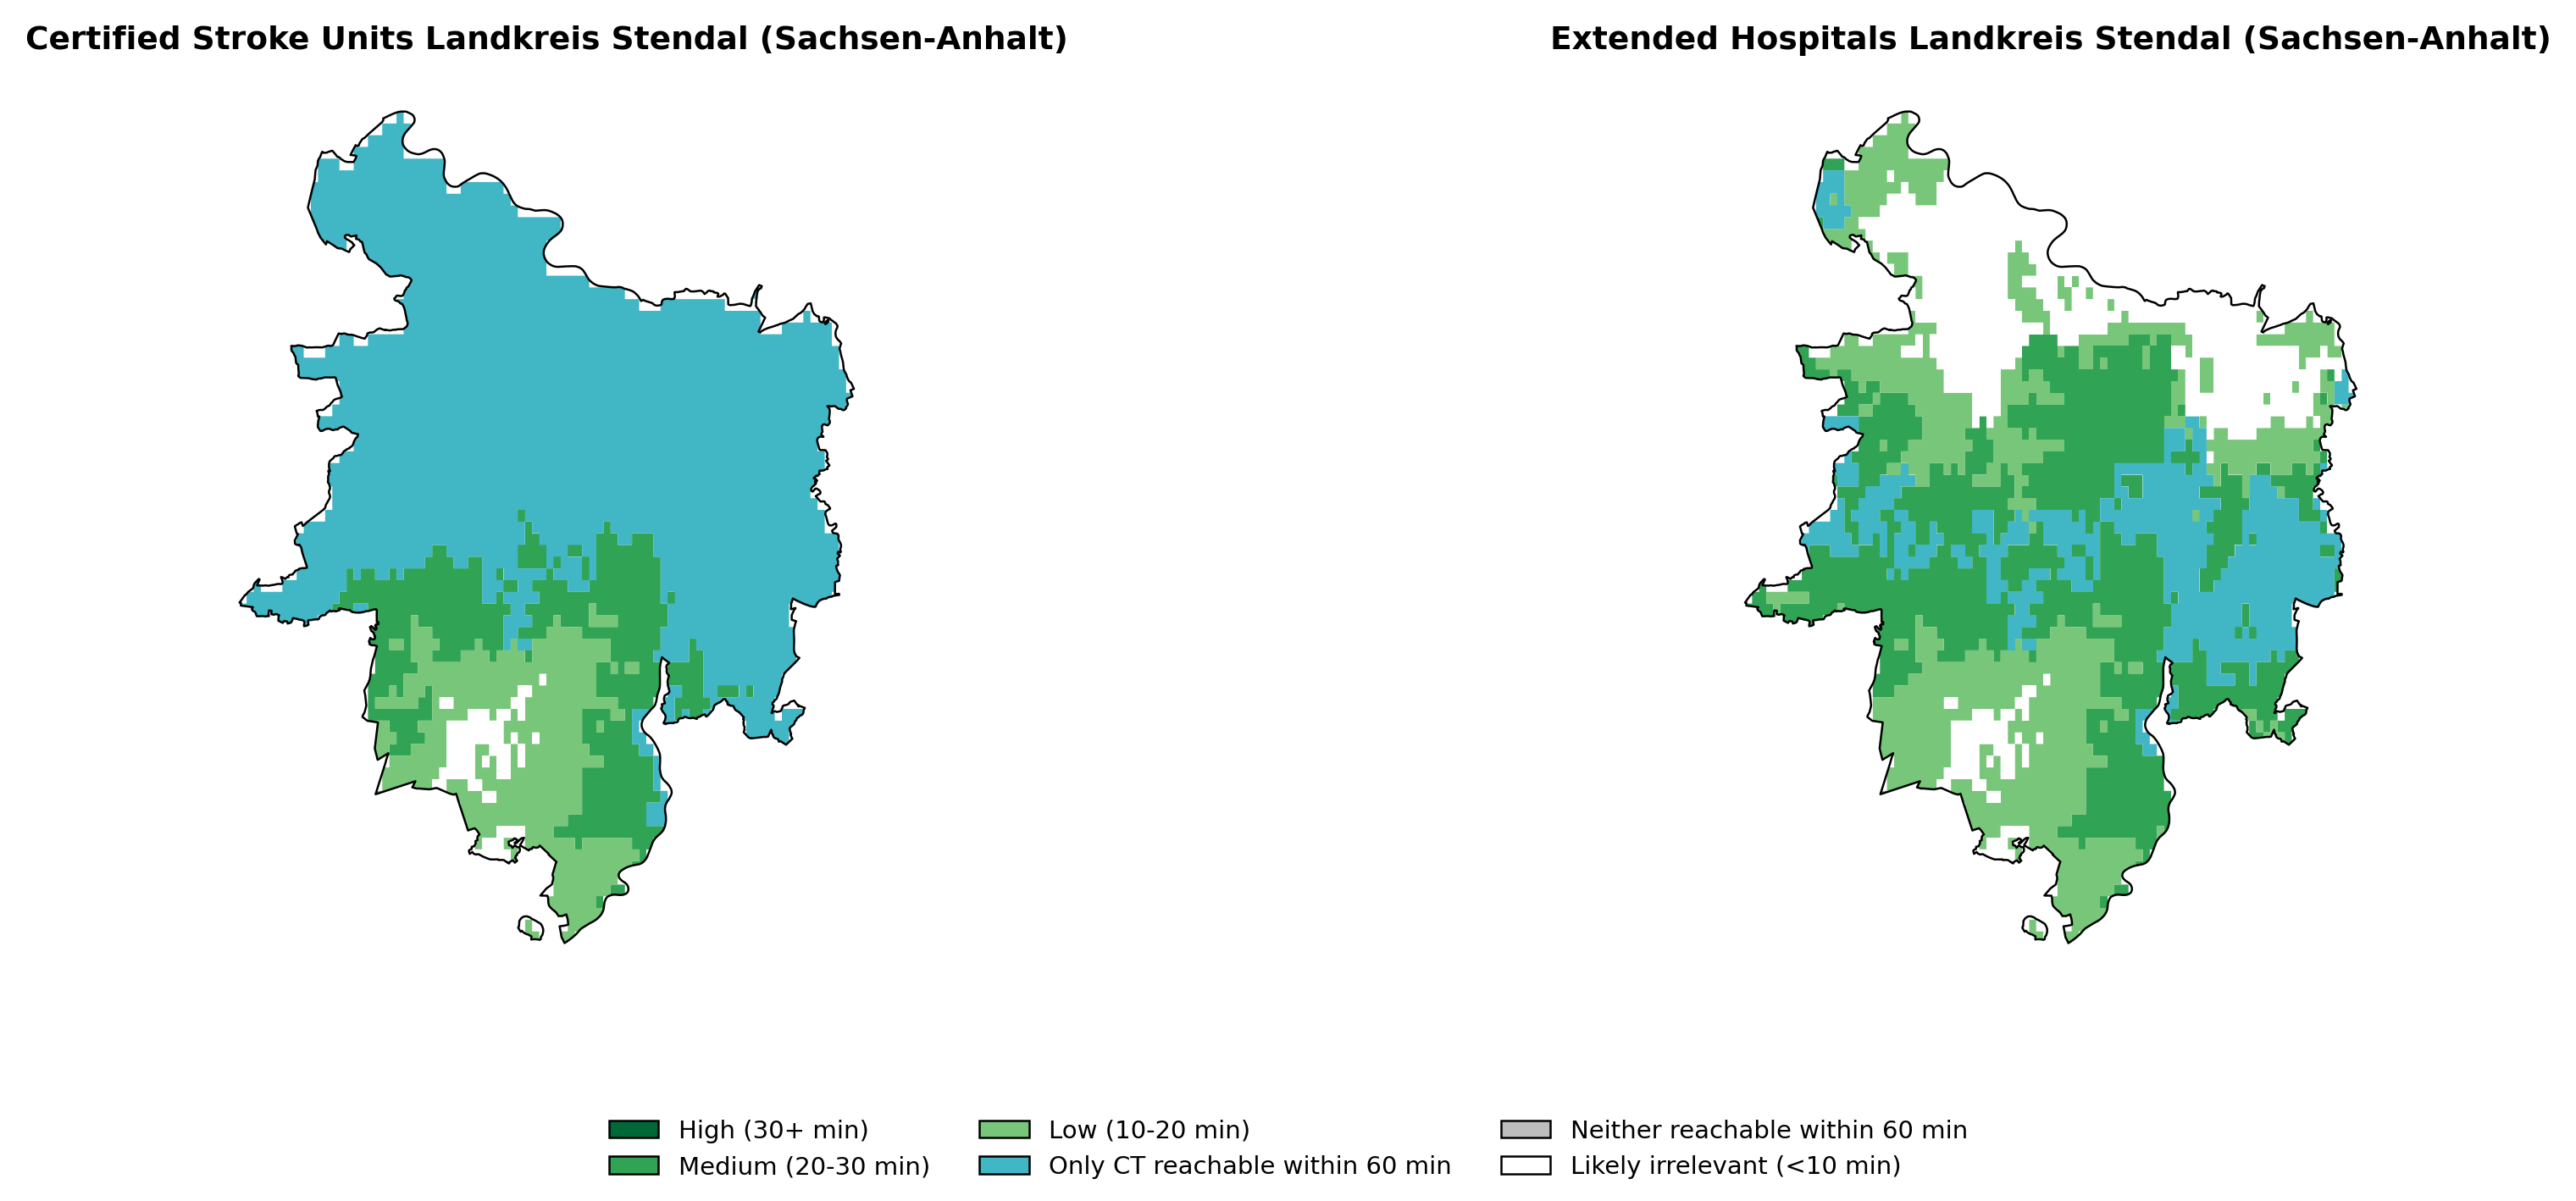 Certified Stroke Units Landkreis Stendal (Sachsen-Anhalt)
Extended Hospitals Landkreis Stendal (Sachsen-Anhalt)
High (30+ min)
Medium (20-30 min)
Low (10-20 min)
Only CT reachable within 60 min
Neither reachable within 60 min
Likely irrelevant (<10 min)